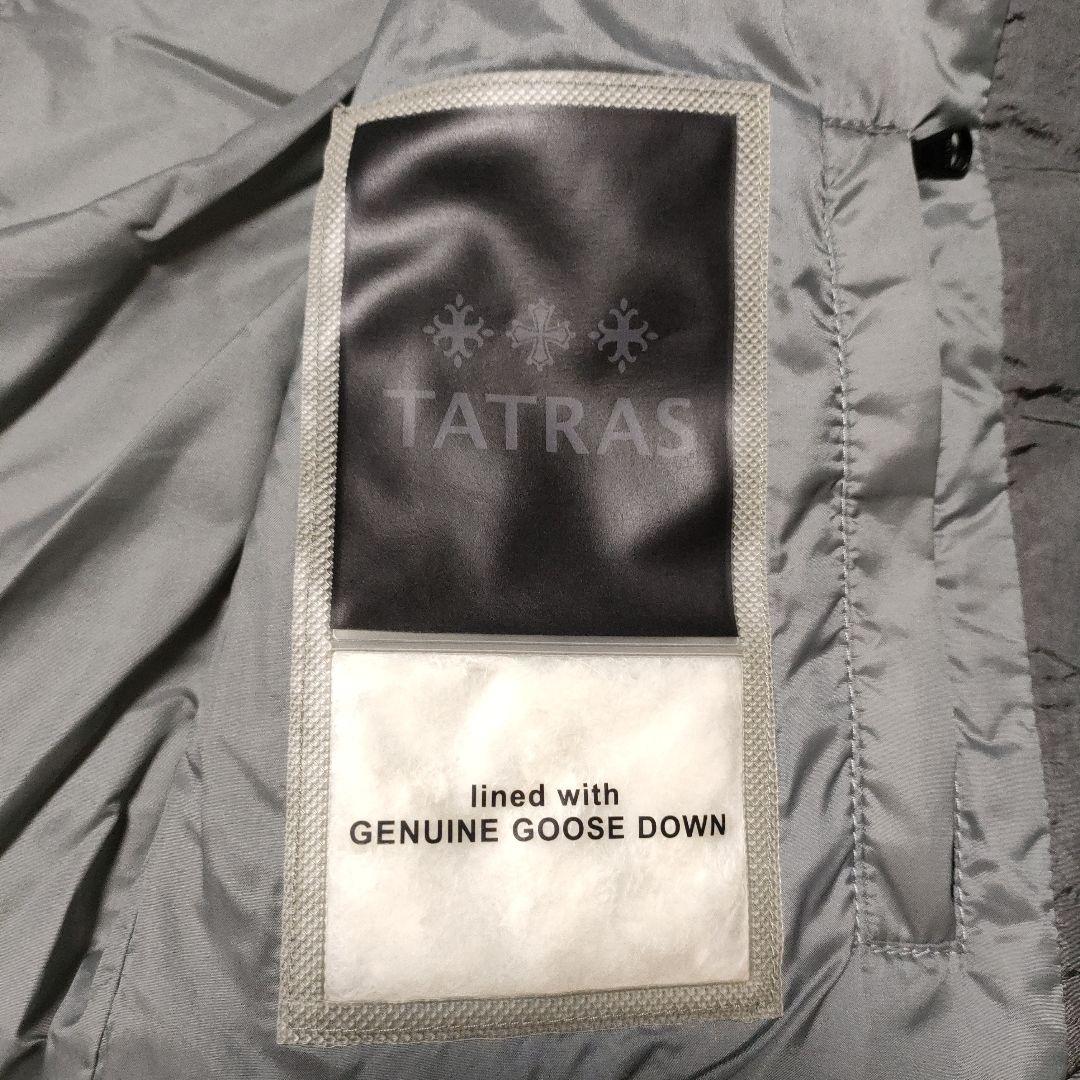 TATRAS
lined with
GENUINE GOOSE DOWN